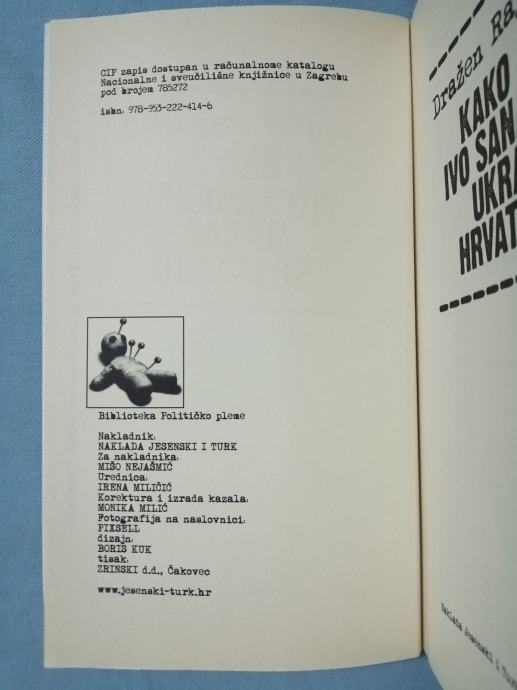 CIP zapis dostupan u računalnome katalogu
Nacionalne i sveučilišne knjižnice u Zagrebu
pod brojem 785272
isbn: 978-953-222-414-6
Biblioteka Političko pleme
Nakladnik:
NAKLADA JESENSKI I TURK
Za nakladnika:
MIŠO NEJAŠMIĆ
Urednica:
IRENA MILIČIĆ
Korektura i izrada kazala:
MONIKA MILIĆ
Fotografija na naslovnici:
PIXSELL
dizajn:
BORIS KUK
tisak:
ZRINSKI d.d., Čakovec
www.jesenski-turk.hr
Dražen Ra
KAKO
IVO SAN
UKRA
HRVAT
Naklada Jesenski i Tur